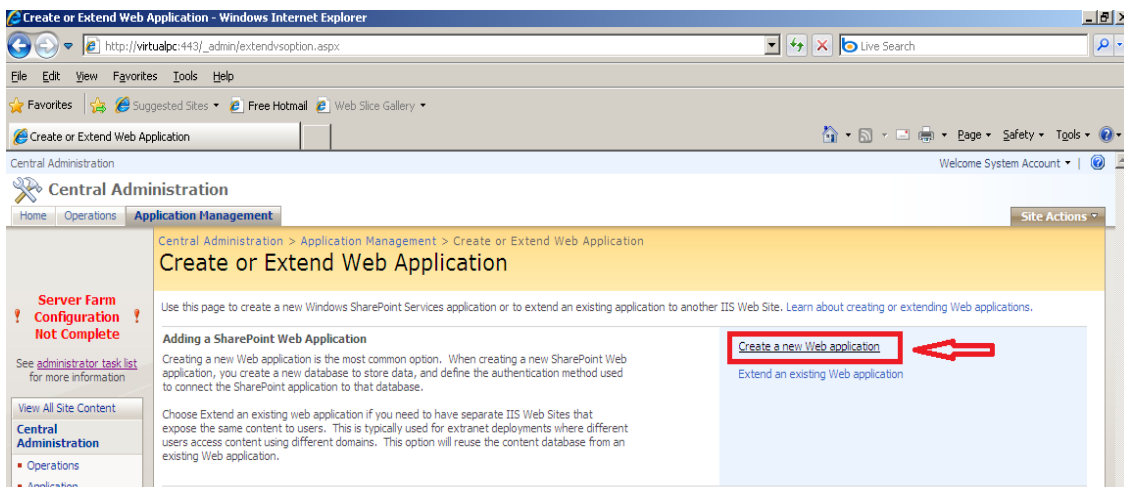 Create or Extend Web Application - Windows Internet Explorer
http://virtualpc:443/_admin/extendvsoption.aspx
Live Search
File Edit View Favorites Tools Help
Favorites Suggested Sites Free Hotmail Web Slice Gallery
Create or Extend Web Application
Page Safety Tools
Central Administration
Welcome System Account
Central Administration
Home Operations Application Management
Site Actions
Central Administration > Application Management > Create or Extend Web Application
Create or Extend Web Application
Server Farm
Configuration
Not Complete
See administrator task list
for more information
View All Site Content
Central
Administration
Operations
Application
Use this page to create a new Windows SharePoint Services application or to extend an existing application to another IIS Web Site. Learn about creating or extending Web applications.
Adding a SharePoint Web Application
Creating a new Web application is the most common option. When creating a new SharePoint Web
application, you create a new database to store data, and define the authentication method used
to connect the SharePoint application to that database.
Choose Extend an existing web application if you need to have separate IIS Web Sites that
expose the same content to users. This is typically used for extranet deployments where different
users access content using different domains. This option will reuse the content database from an
existing Web application.
Create a new Web application
Extend an existing Web application